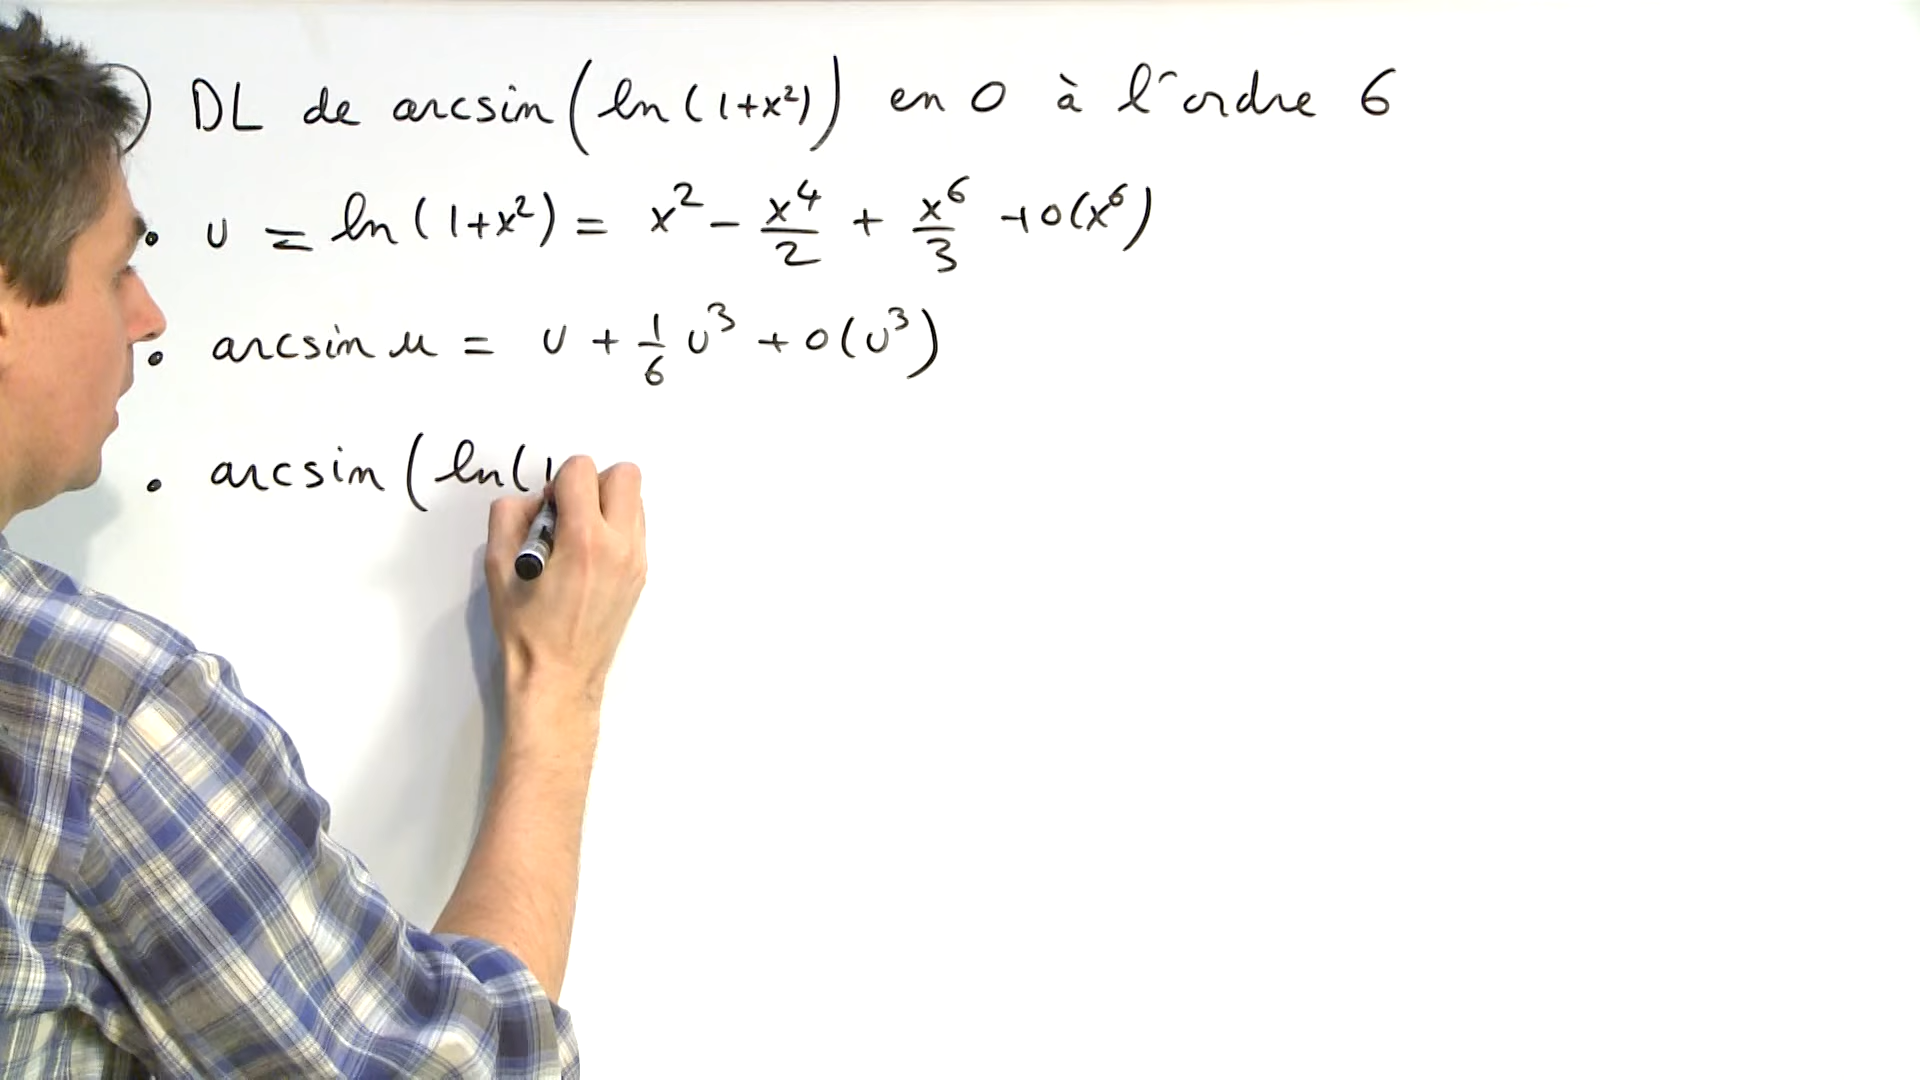 ) DL de arcsin(ln(1+x²)) en 0 à l'ordre 6
• u = ln(1+x²) = x² - x⁴/2 + x⁶/3 + o(x⁶)
• arcsin u = u + 1/6 u³ + o(u³)
• arcsin(ln(1